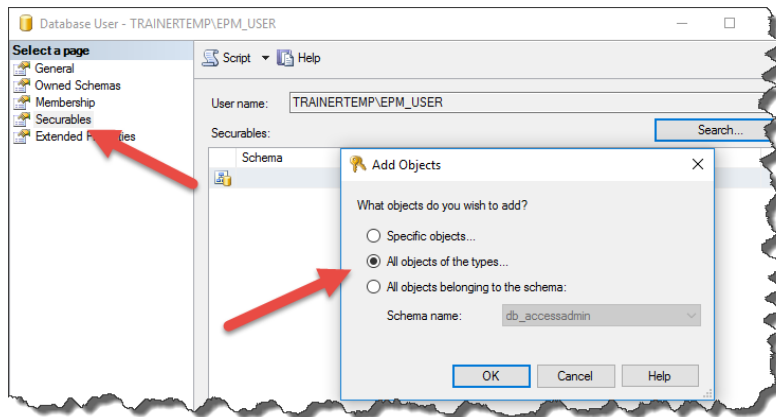 Database User - TRAINERTEMP\EPM_USER
Select a page
General
Owned Schemas
Membership
Securables
Extended
Script Help
User name: TRAINERTEMP\EPM_USER
Securables: Search...
Schema
Add Objects
What objects do you wish to add?
Specific objects...
All objects of the types...
All objects belonging to the schema:
Schema name: db_accessadmin
OK Cancel Help